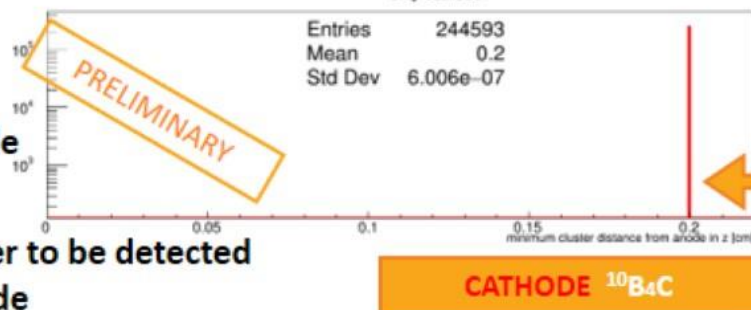 Entries 244593
Mean 0.2
Std Dev 6.006e-07
PRELIMINARY
10⁵
10⁴
10³
e
0 0.05 0.1 0.15 0.2
minimum cluster distance from anode in z [cm
er to be detected
de
CATHODE ¹⁰B₄C